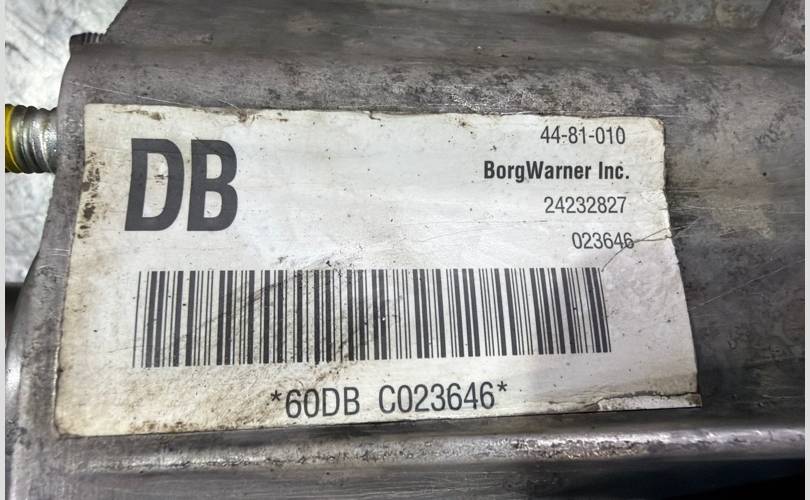 DB
44-81-010
BorgWarner Inc.
24232827
023646
*60DB C023646*